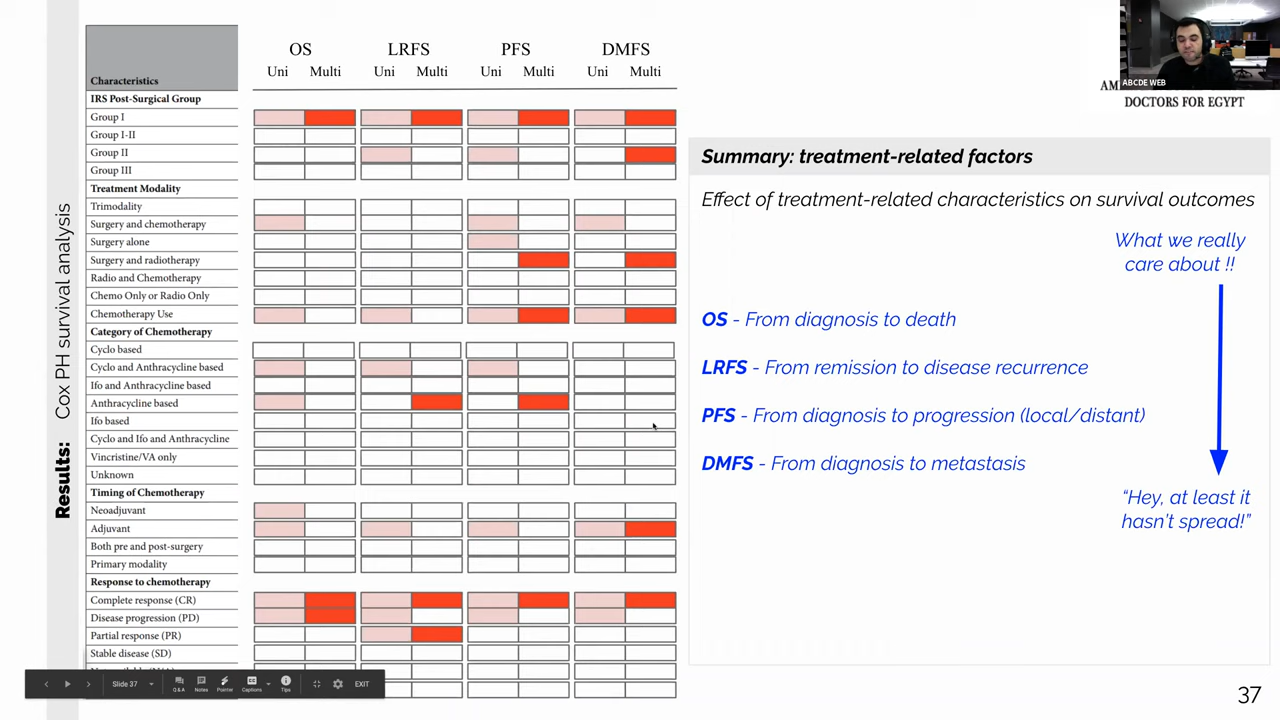 OS LRFS PFS DMFS
Uni Multi Uni Multi Uni Multi Uni Multi
Characteristics
IRS Post-Surgical Group
Group I
Group I-II
Group II
Group III
Treatment Modality
Trimodality
Surgery and chemotherapy
Surgery alone
Surgery and radiotherapy
Radio and Chemotherapy
Chemo Only or Radio Only
Chemotherapy Use
Category of Chemotherapy
Cyclo based
Cyclo and Anthracycline based
Ifo and Anthracycline based
Anthracycline based
Ifo based
Cyclo and Ifo and Anthracycline
Vincristine/VA only
Unknown
Timing of Chemotherapy
Neoadjuvant
Adjuvant
Both pre and post-surgery
Primary modality
Response to chemotherapy
Complete response (CR)
Disease progression (PD)
Partial response (PR)
Stable disease (SD)
Results: Cox PH survival analysis
ABCDE WEB
DOCTORS FOR EGYPT
Summary: treatment-related factors
Effect of treatment-related characteristics on survival outcomes
What we really
care about !!
OS - From diagnosis to death
LRFS - From remission to disease recurrence
PFS - From diagnosis to progression (local/distant)
DMFS - From diagnosis to metastasis
“Hey, at least it
hasn't spread!”
Slide 37
Q & A
Notes
Pointer
Captions
Tips
EXIT
37